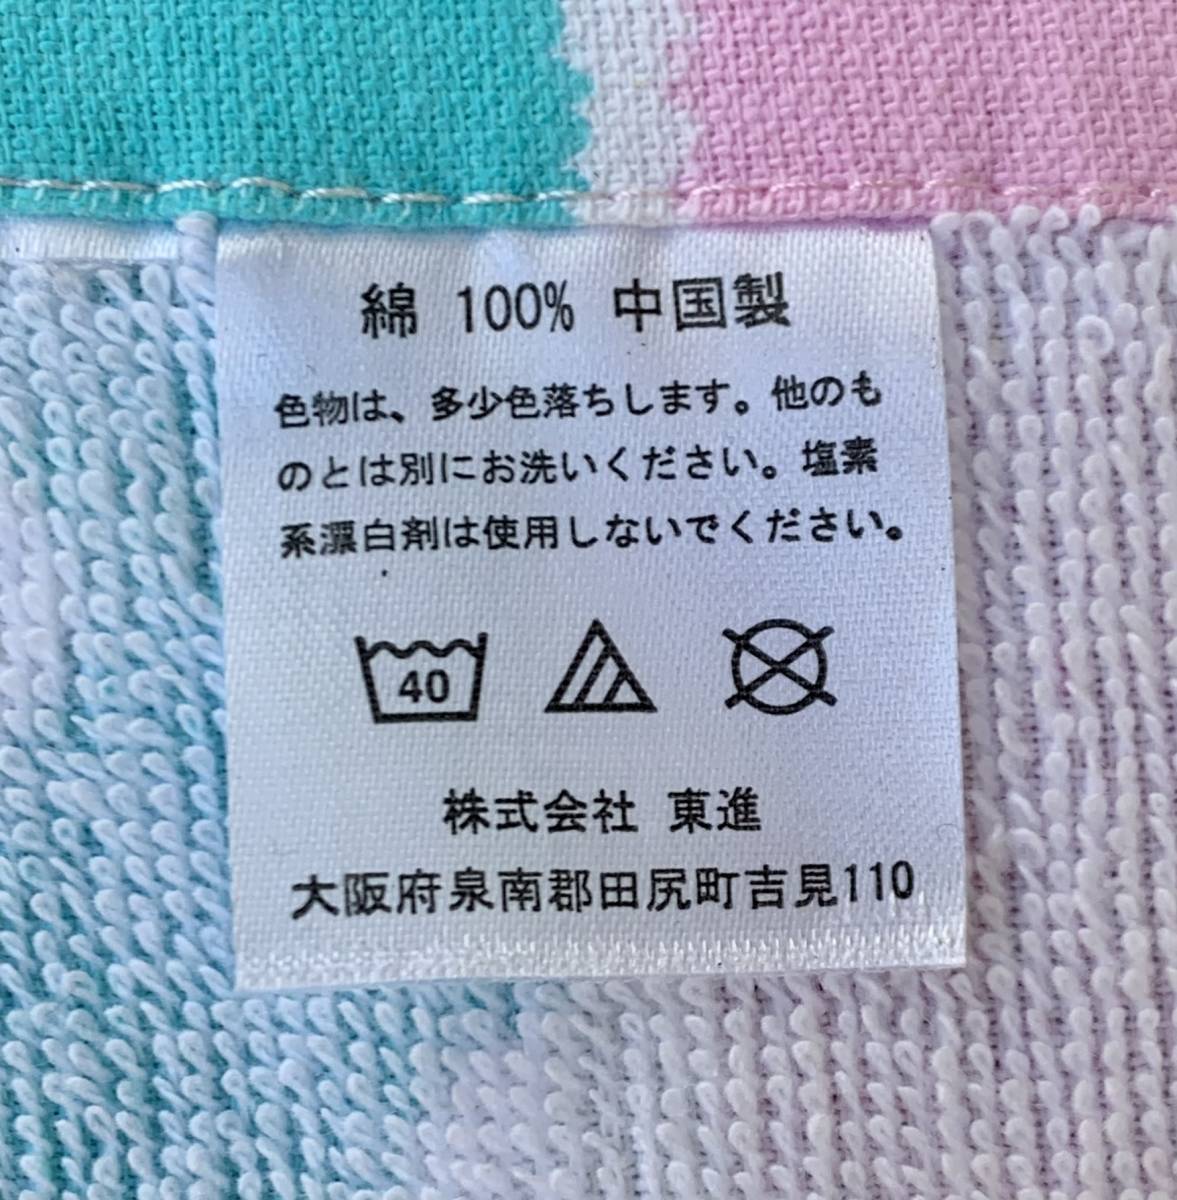 綿 100% 中国製
色物は、多少色落ちします。他のも
のとは別にお洗いください。塩素
系漂白剤は使用しないでください。
40
株式会社 東進
大阪府泉南郡田尻町吉見110